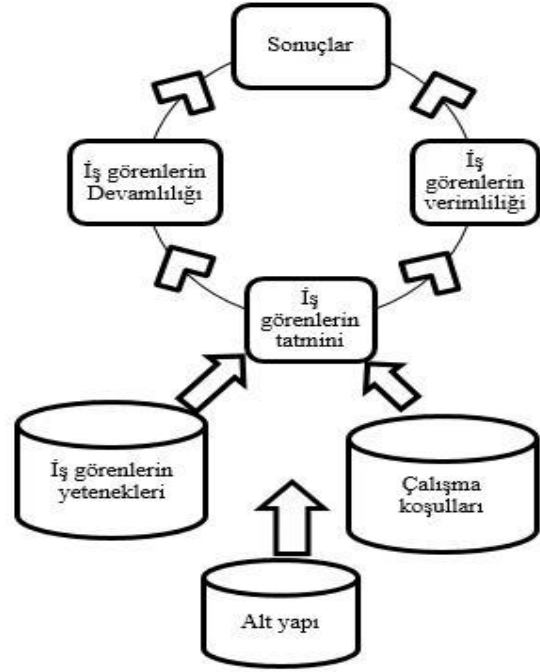 Sonuçlar
İş görenlerin
Devamlılığı
İş
görenlerin
verimliliği
İş
görenlerin
tatmini
İş görenlerin
yetenekleri
Çalışma
koşulları
Alt yapı